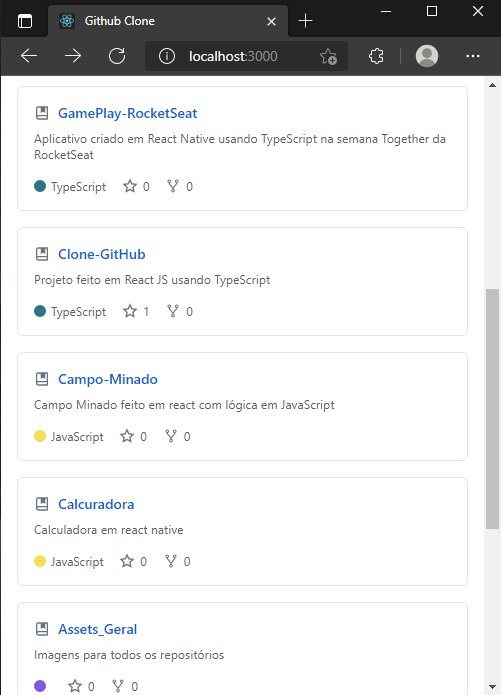 Github Clone
localhost:3000
GamePlay-RocketSeat
Aplicativo criado em React Native usando TypeScript na semana Together da
RocketSeat
TypeScript 0 0
Clone-GitHub
Projeto feito em React JS usando TypeScript
TypeScript 1 0
Campo-Minado
Campo Minado feito em react com lógica em JavaScript
JavaScript 0 0
Calcuradora
Calculadora em react native
JavaScript 0 0
Assets_Geral
Imagens para todos os repositórios
0 0